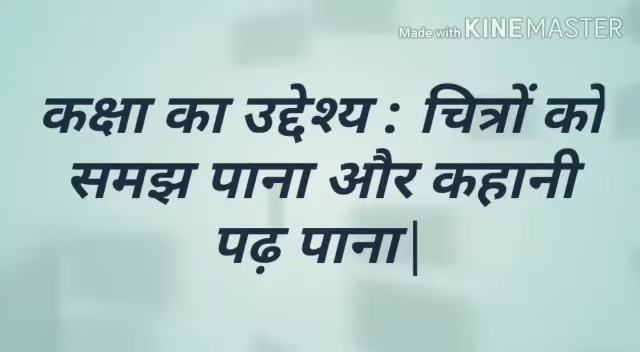 Made with KINEMASTER
कक्षा का उद्देश्य : चित्रों को
समझ पाना और कहानी
पढ़ पाना|